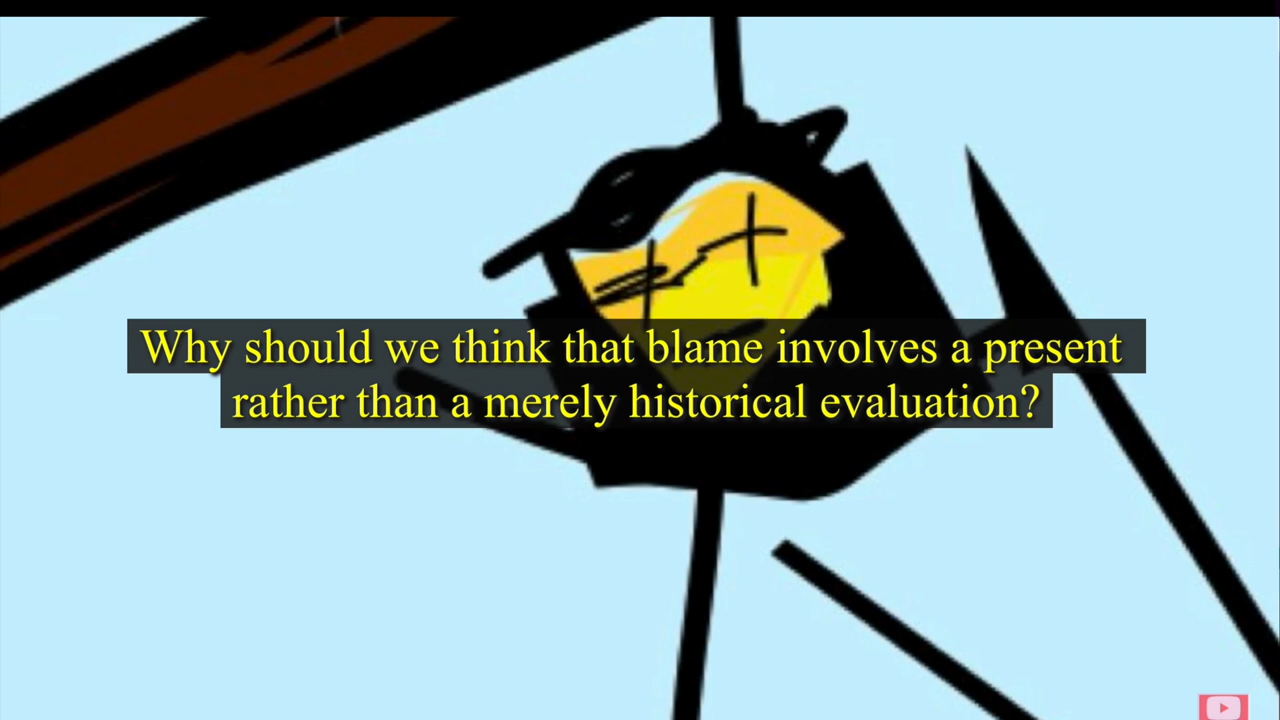 Why should we think that blame involves a present
rather than a merely historical evaluation?